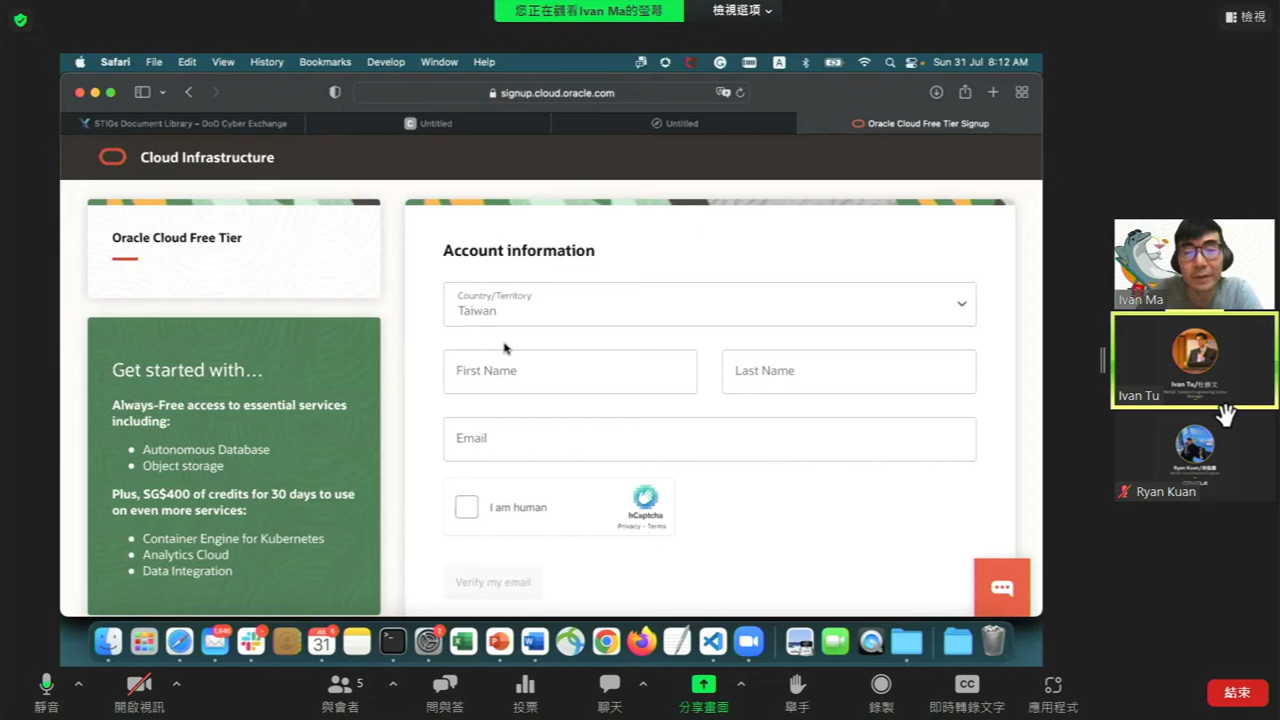 您正在觀看Ivan Ma的螢幕
檢視選項
檢視
Safari File Edit View History Bookmarks Develop Window Help
A
Sun 31 Jul 8:12 AM
signup.cloud.oracle.com
STIGs Document Library – DoD Cyber Exchange
C Untitled
Untitled
Oracle Cloud Free Tier Signup
Cloud Infrastructure
Oracle Cloud Free Tier
Get started with...
Always-Free access to essential services
including:
Autonomous Database
Object storage
Plus, SG$400 of credits for 30 days to use
on even more services:
Container Engine for Kubernetes
Analytics Cloud
Data Integration
Account information
Country/Territory
Taiwan
First Name
Last Name
Email
I am human
hCaptcha
Privacy - Terms
Verify my email
Ivan Ma
Ivan Tu
Ryan Kuan
31
靜音
開啟視訊
5
與會者
問與答
投票
聊天
分享畫面
舉手
錄製
CC
即時轉錄文字
應用程式
結束